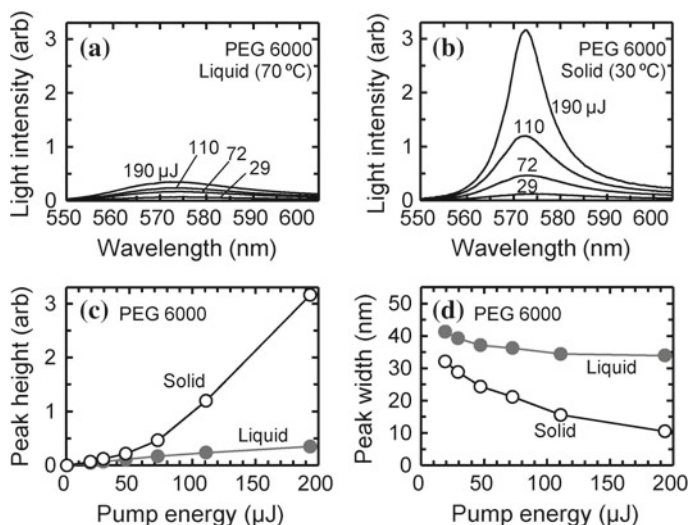 (a) PEG 6000
Liquid (70 ºC)
190 µJ 110 72 29
Light intensity (arb)
3
2
1
0
550 560 570 580 590 600
Wavelength (nm)
(b) PEG 6000
Solid (30 ºC)
190 µJ
110
72
29
Light intensity (arb)
3
2
1
0
550 560 570 580 590 600
Wavelength (nm)
(c) PEG 6000
Solid
Liquid
Peak height (arb)
3
2
1
0
0 50 100 150 200
Pump energy (µJ)
(d) PEG 6000
Liquid
Solid
Peak width (nm)
50
40
30
20
10
0
0 50 100 150 200
Pump energy (µJ)